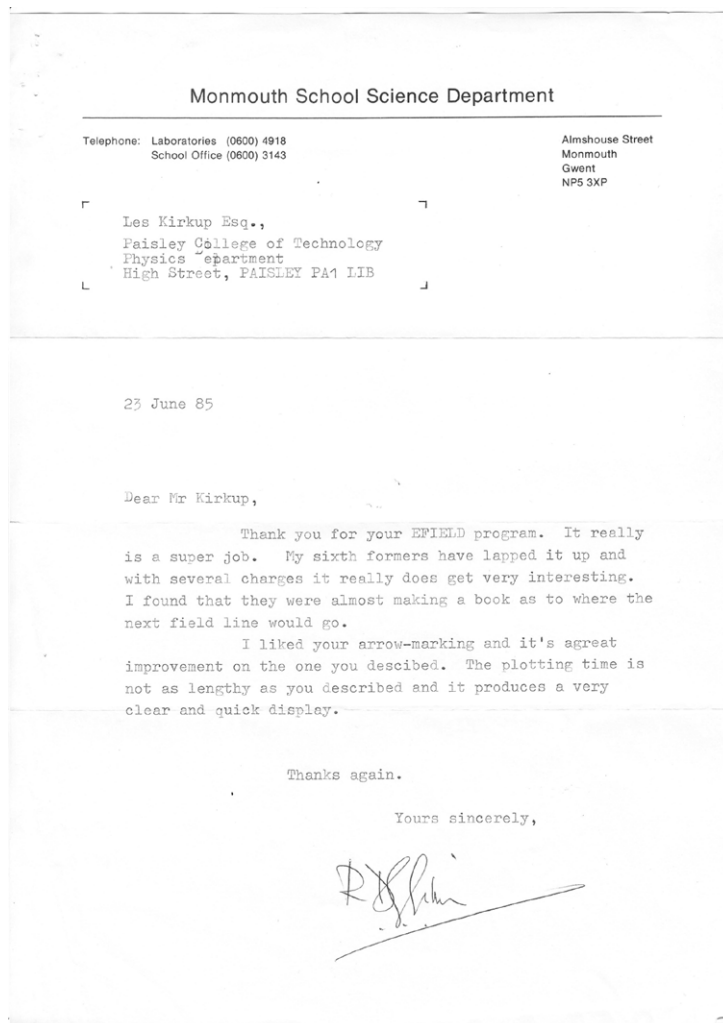 Monmouth School Science Department
Telephone: Laboratories (0600) 4918
School Office (0600) 3143
Almshouse Street
Monmouth
Gwent
NP5 3XP
Les Kirkup Esq.,
Paisley College of Technology
Physics epartment
High Street, PAISLEY PA1 LIB
23 June 85
Dear Mr Kirkup,
Thank you for your EFIELD program. It really
is a super job. My sixth formers have lapped it up and
with several charges it really does get very interesting.
I found that they were almost making a book as to where the
next field line would go.
I liked your arrow-marking and it's agreat
improvement on the one you descibed. The plotting time is
not as lengthy as you described and it produces a very
clear and quick display.
Thanks again.
Yours sincerely,